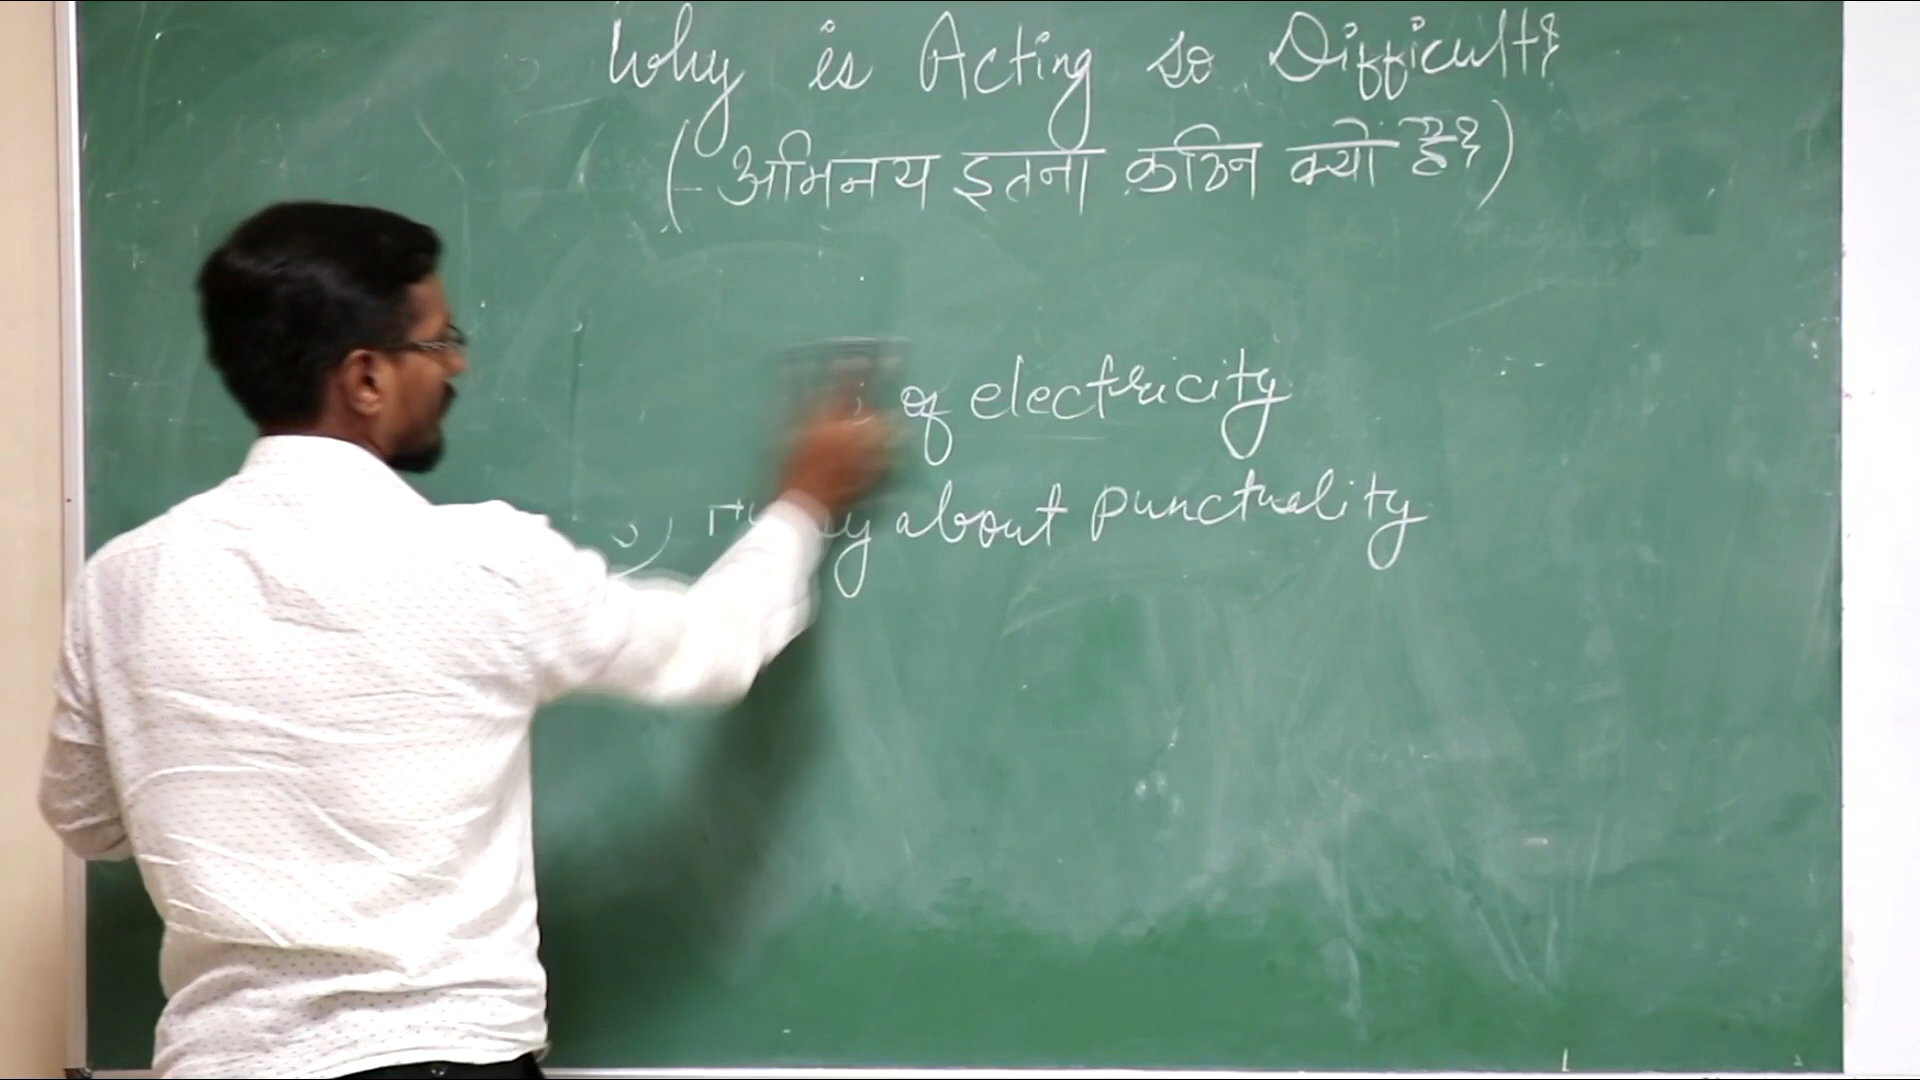 Why is Acting so Difficult?
(अभिनय इतना कठिन क्यों है?)
of electricity
about punctuality